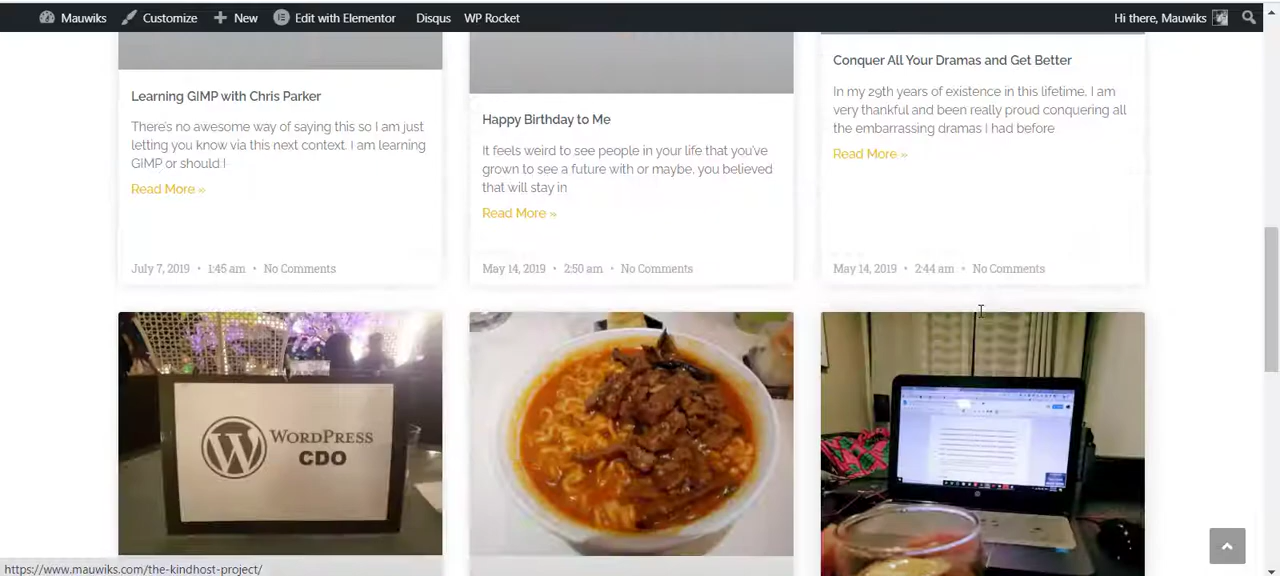 Mauwiks Customize New Edit with Elementor Disqus WP Rocket Hi there, Mauwiks
Learning GIMP with Chris Parker
There's no awesome way of saying this so I am just
letting you know via this next context. I am learning
GIMP or should I
Read More »
July 7, 2019 • 1:45 am • No Comments
Happy Birthday to Me
It feels weird to see people in your life that you've
grown to see a future with or maybe, you believed
that will stay in
Read More »
May 14, 2019 • 2:50 am • No Comments
Conquer All Your Dramas and Get Better
In my 29th years of existence in this lifetime, I am
very thankful and been really proud conquering all
the embarrassing dramas I had before
Read More »
May 14, 2019 • 2:44 am • No Comments
WORDPRESS
CDO
https://www.mauwiks.com/the-kindhost-project/